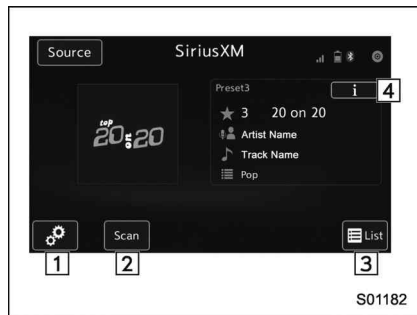 Source SiriusXM
Preset3 i 4
3 20 on 20
top
20 on 20
Artist Name
Track Name
Pop
Scan List
1 2 3
S01182